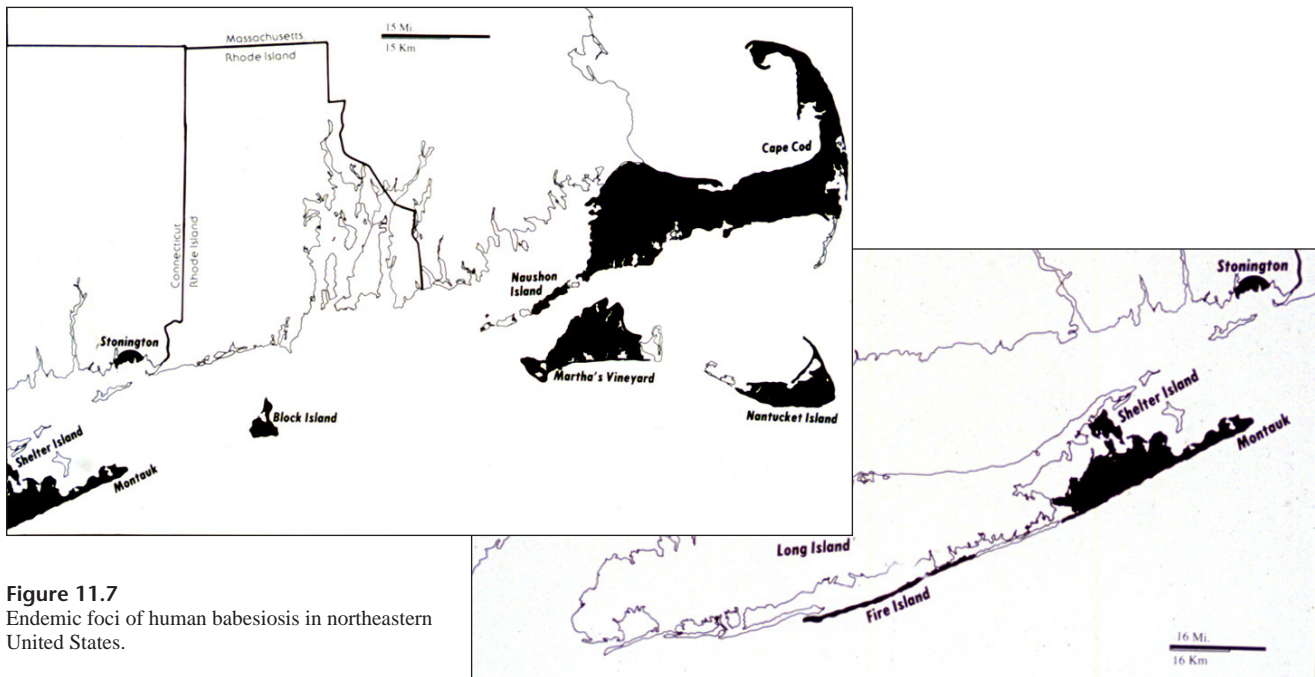 Massachusetts
Rhode Island
15 Mi.
15 Km
Connecticut
Rhode Island
Cape Cod
Naushon
Island
Stonington
Martha's Vineyard
Block Island
Nantucket Island
Shelter Island
Montauk
Stonington
Shelter Island
Montauk
Long Island
Fire Island
16 Mi.
16 Km
Figure 11.7
Endemic foci of human babesiosis in northeastern
United States.